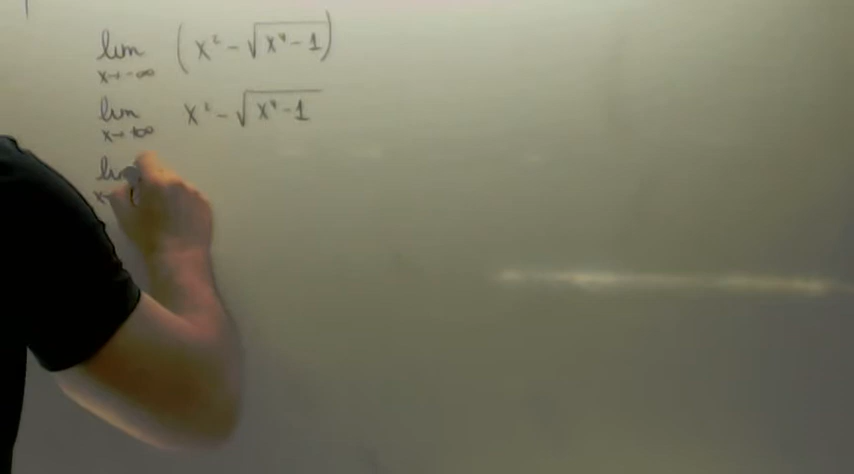 lim x→-∞ (x² - √(x⁴ - 1))
lim x→+∞ x² - √(x⁴ - 1)
lim